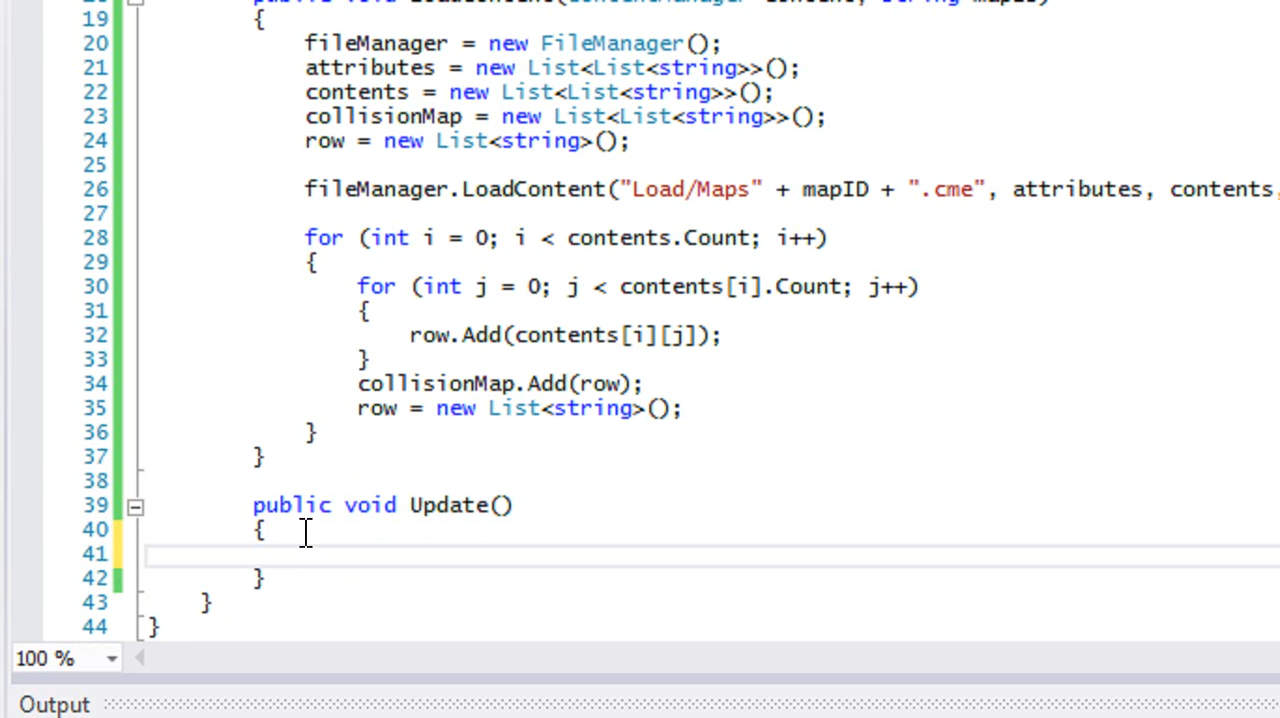 19 {
20 fileManager = new FileManager();
21 attributes = new List<List<string>>();
22 contents = new List<List<string>>();
23 collisionMap = new List<List<string>>();
24 row = new List<string>();
25
26 fileManager.LoadContent("Load/Maps" + mapID + ".cme", attributes, contents,
27
28 for (int i = 0; i < contents.Count; i++)
29 {
30 for (int j = 0; j < contents[i].Count; j++)
31 {
32 row.Add(contents[i][j]);
33 }
34 collisionMap.Add(row);
35 row = new List<string>();
36 }
37 }
38
39 public void Update()
40 {
41
42 }
43 }
44 }
100 %
Output